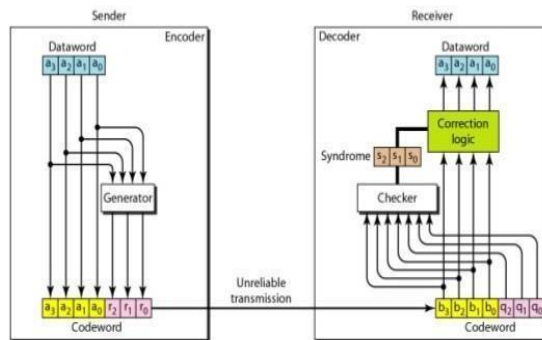 Sender
Receiver
Encoder
Decoder
Dataword
a3 a2 a1 a0
Generator
a3 a2 a1 a0 r2 r1 r0
Codeword
Unreliable
transmission
Dataword
a3 a2 a1 a0
Correction
logic
Syndrome s2 s1 s0
Checker
b3 b2 b1 b0 q2 q1 q0
Codeword